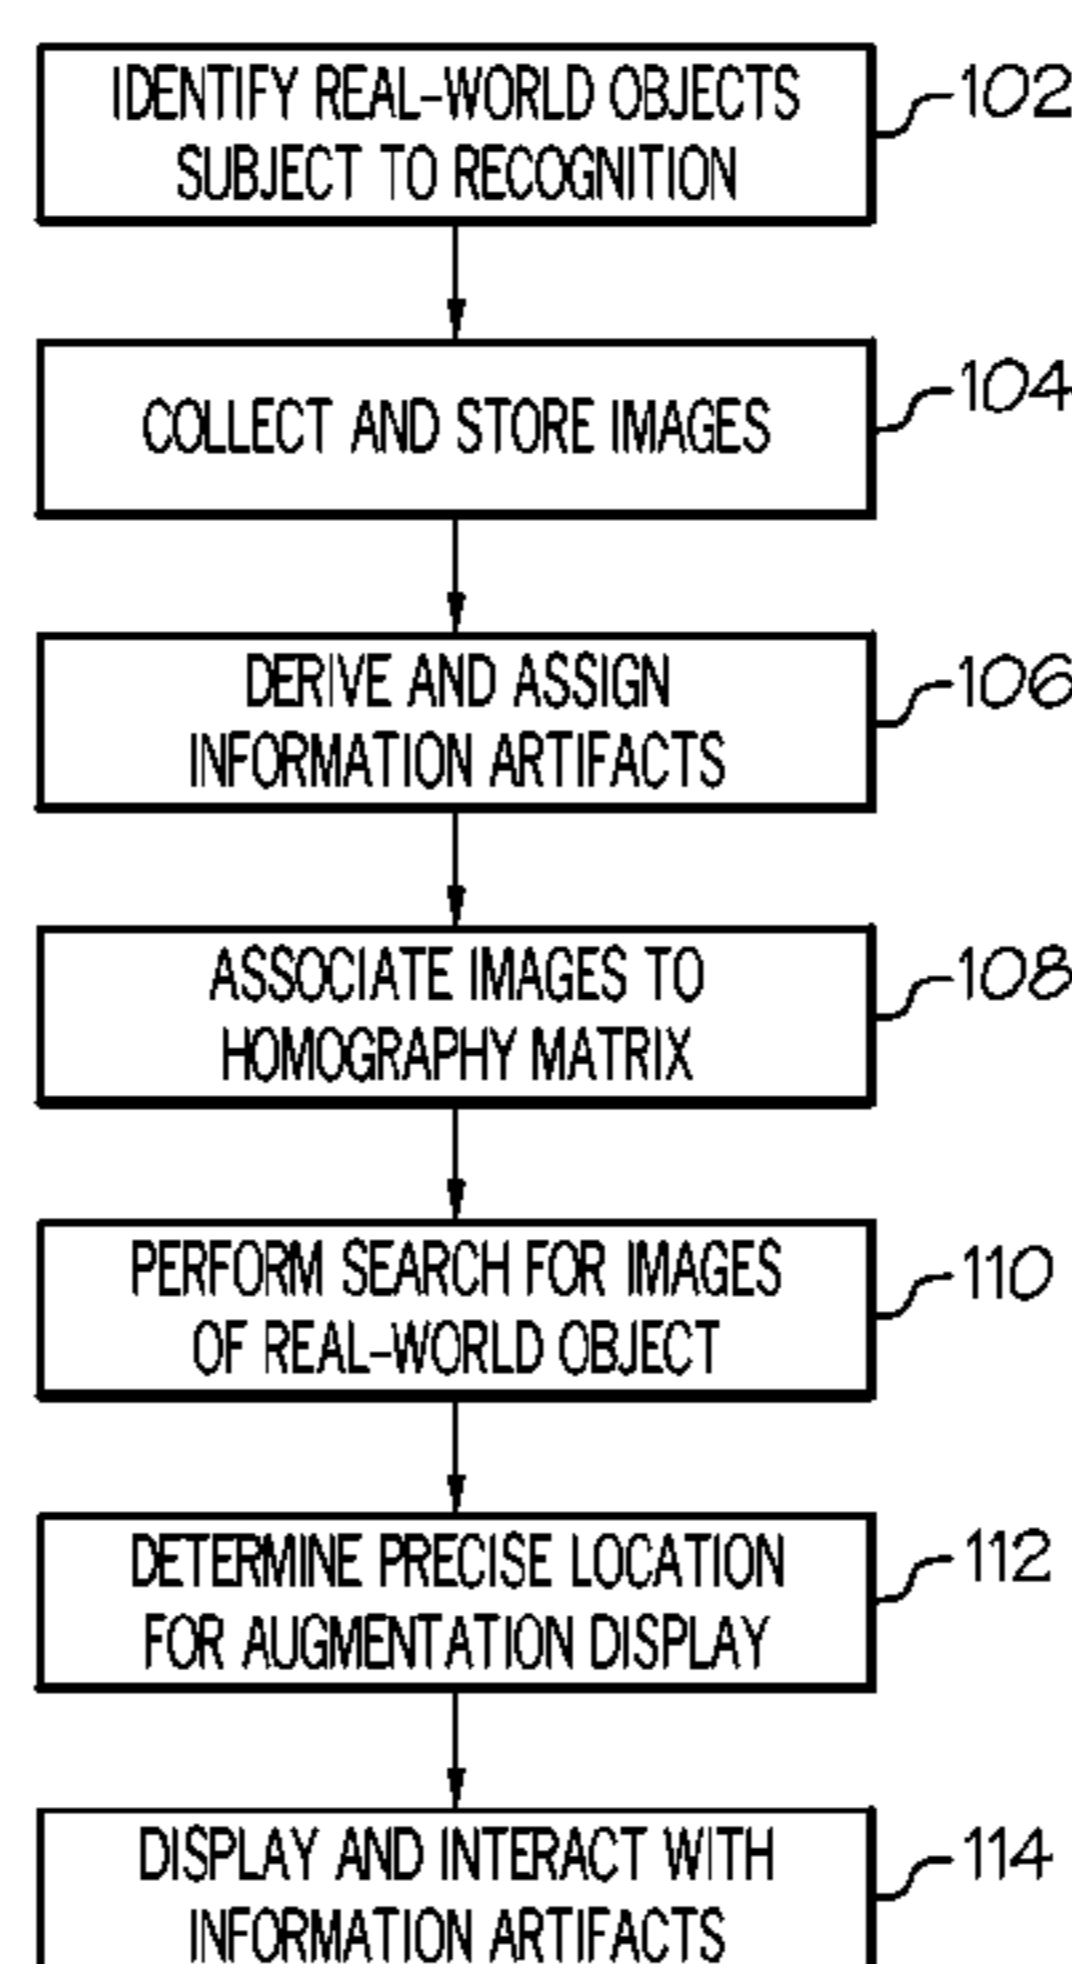 IDENTIFY REAL-WORLD OBJECTS
SUBJECT TO RECOGNITION
102
COLLECT AND STORE IMAGES
104
DERIVE AND ASSIGN
INFORMATION ARTIFACTS
106
ASSOCIATE IMAGES TO
HOMOGRAPHY MATRIX
108
PERFORM SEARCH FOR IMAGES
OF REAL-WORLD OBJECT
110
DETERMINE PRECISE LOCATION
FOR AUGMENTATION DISPLAY
112
DISPLAY AND INTERACT WITH
INFORMATION ARTIFACTS
114